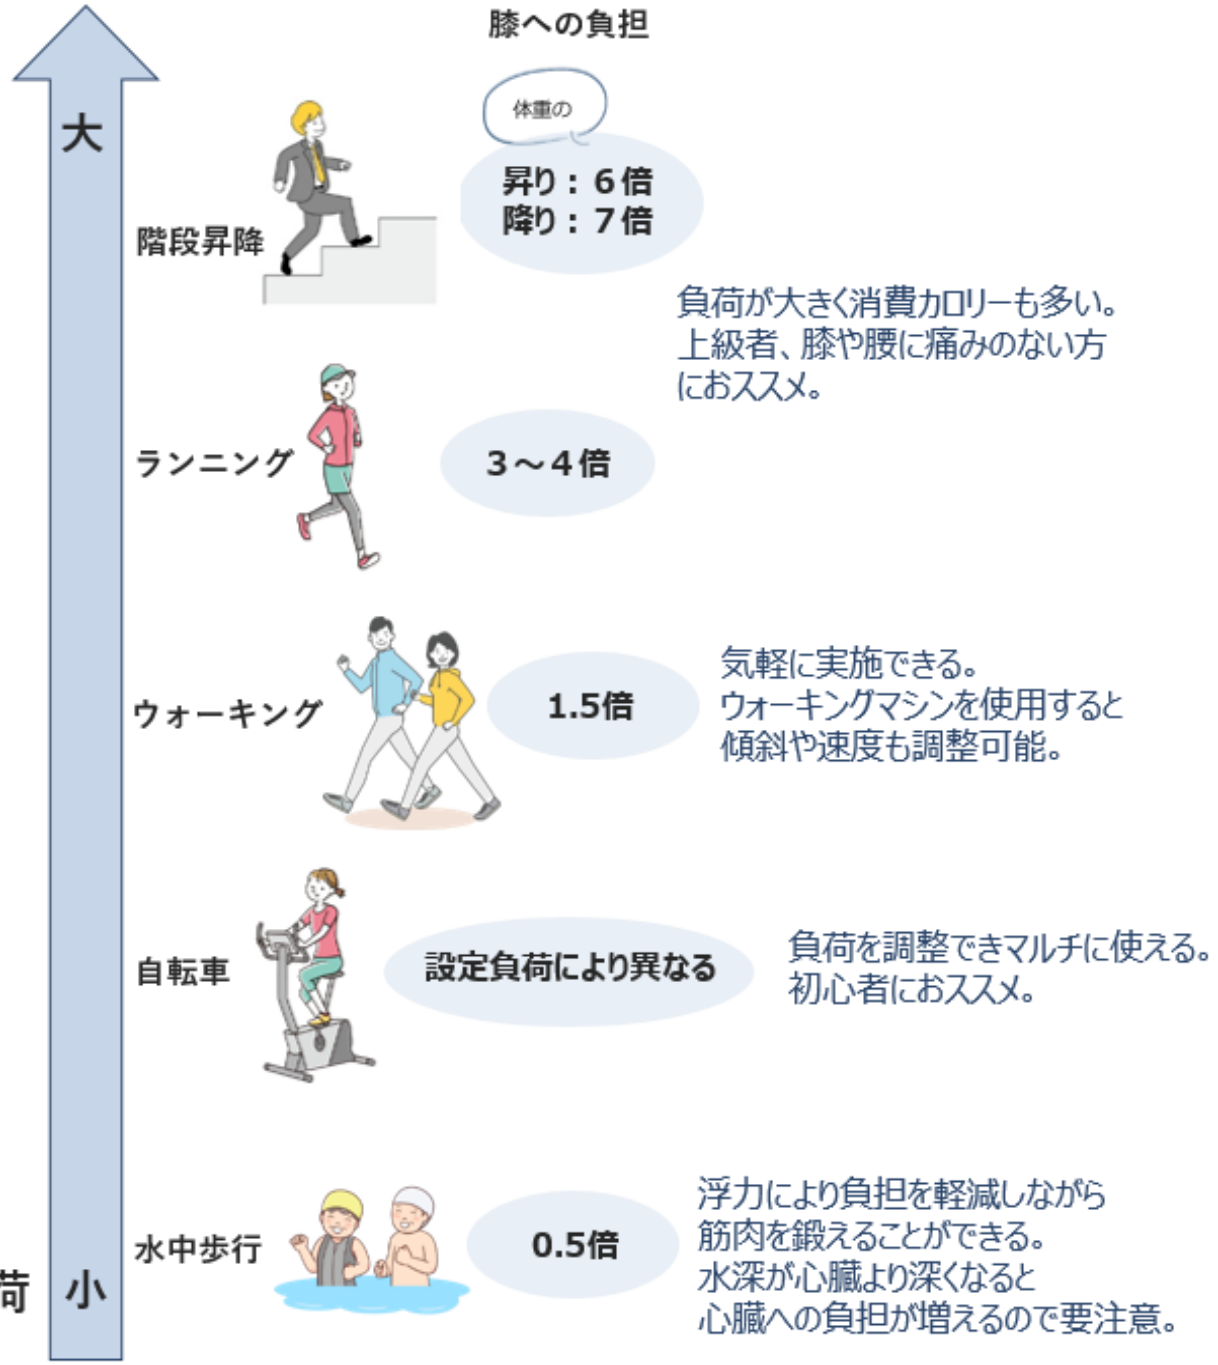 膝への負担
大
体重の
昇り：６倍
降り：７倍
階段昇降
負荷が大きく消費カロリーも多い。
上級者、膝や腰に痛みのない方
におススメ。
ランニング
３～４倍
ウォーキング
1.5倍
気軽に実施できる。
ウォーキングマシンを使用すると
傾斜や速度も調整可能。
自転車
設定負荷により異なる
負荷を調整できマルチに使える。
初心者におススメ。
水中歩行
0.5倍
浮力により負担を軽減しながら
筋肉を鍛えることができる。
水深が心臓より深くなると
心臓への負担が増えるので要注意。
荷
小